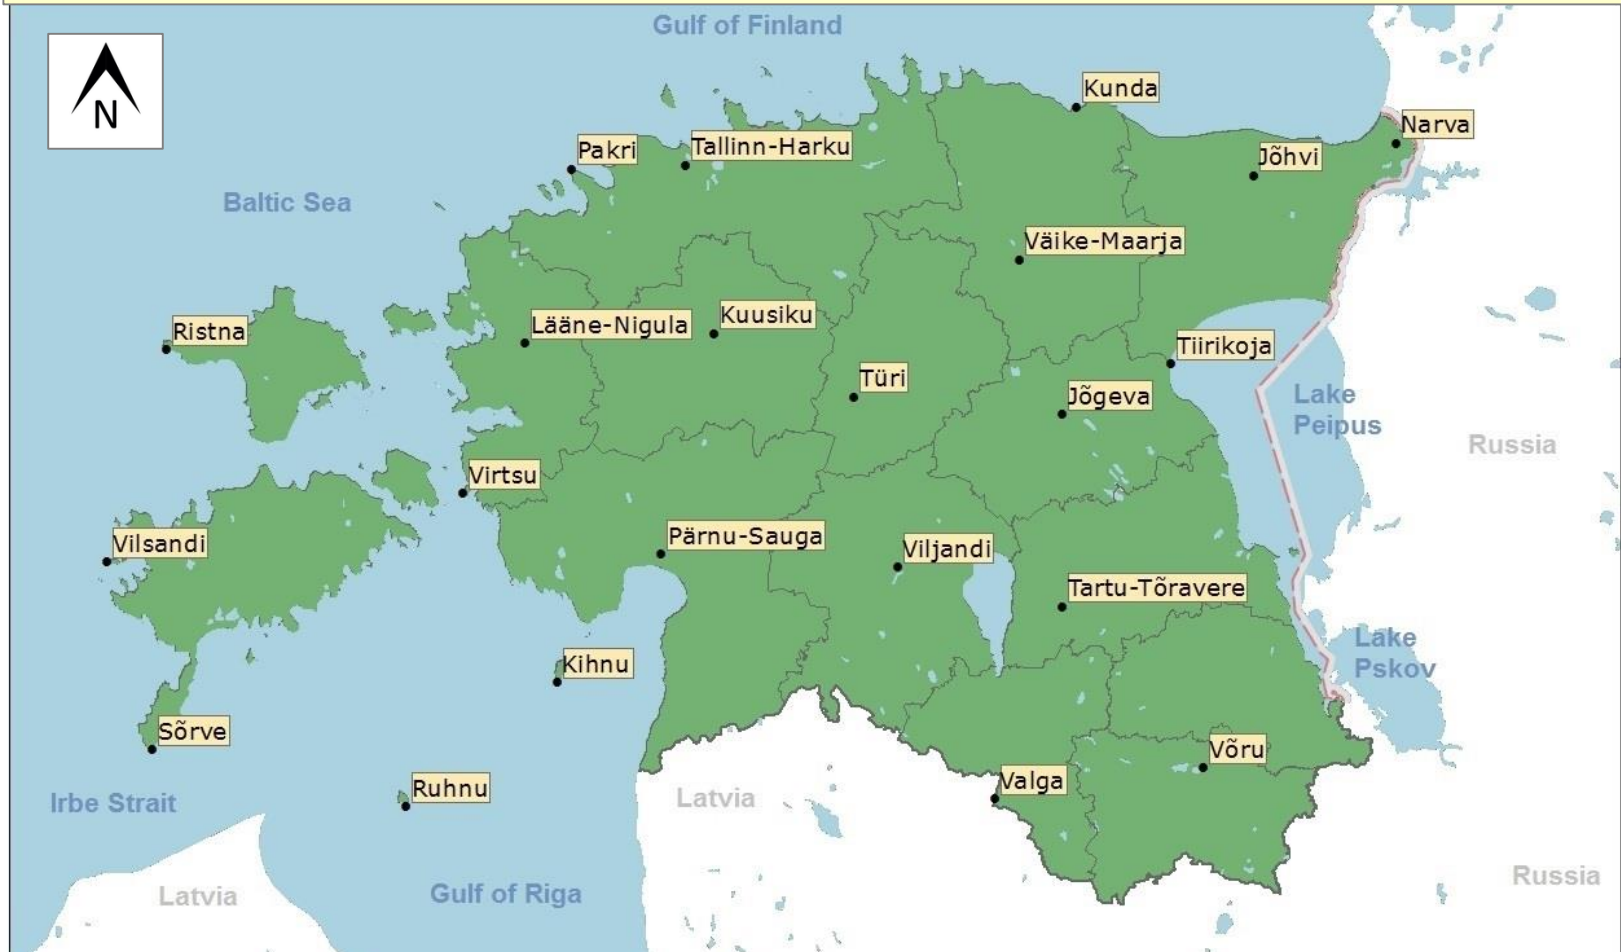 Gulf of Finland
N
Kunda
Narva
Pakri
Tallinn-Harku
Jõhvi
Baltic Sea
Väike-Maarja
Ristna
Lääne-Nigula
Kuusiku
Tiirikoja
Türi
Jõgeva
Lake
Peipus
Russia
Virtsu
Vilsandi
Pärnu-Sauga
Viljandi
Tartu-Tõravere
Lake
Pskov
Kihnu
Sõrve
Võru
Ruhnu
Valga
Irbe Strait
Latvia
Latvia
Gulf of Riga
Russia